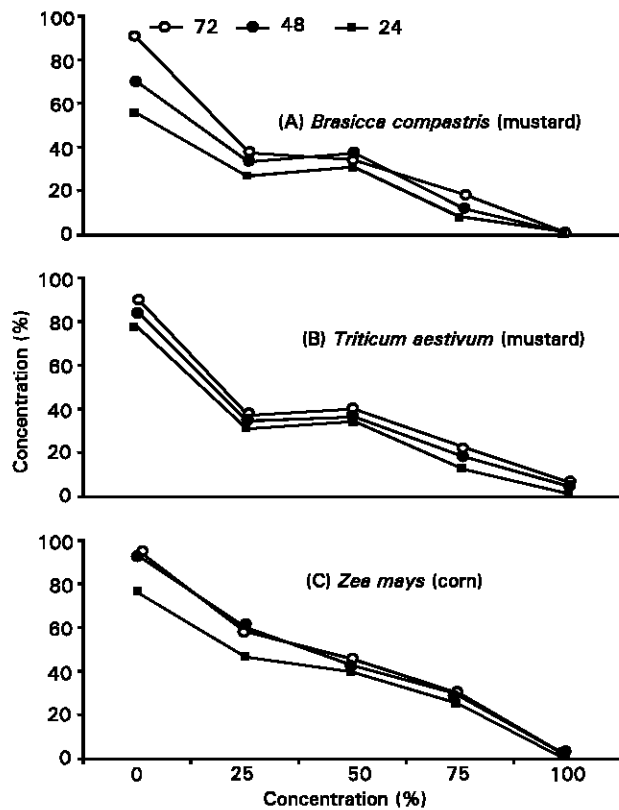 100
72 48 24
80
(A) Brasicca compastris (mustard)
60
40
20
0
100
80
(B) Triticum aestivum (mustard)
60
40
20
0
Concentration (%)
100
80
(C) Zea mays (corn)
60
40
20
0
0 25 50 75 100
Concentration (%)